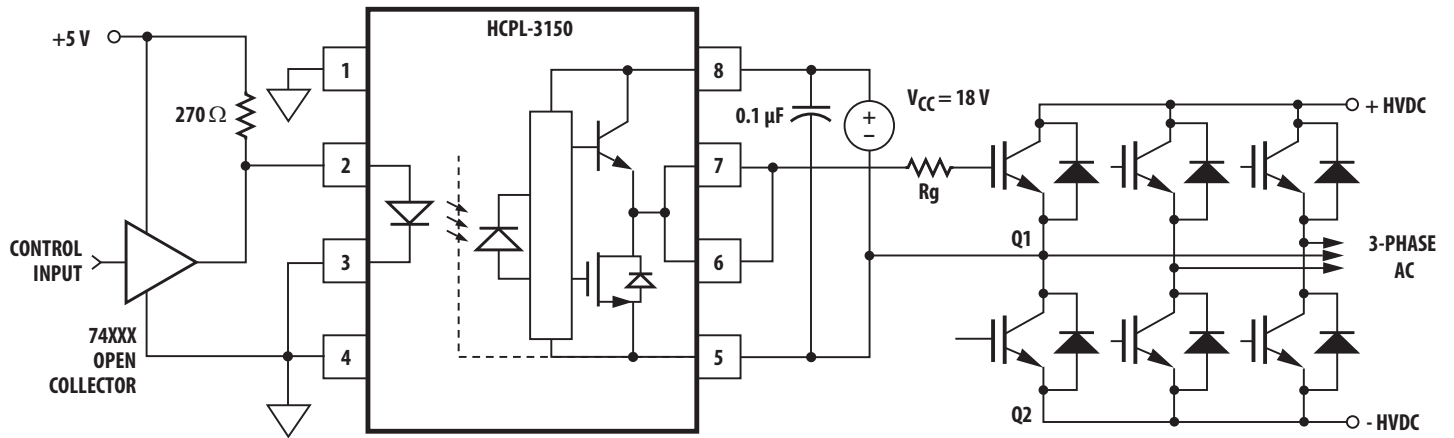 HCPL-3150
+5 V
270 Ω
CONTROL
INPUT
74XXX
OPEN
COLLECTOR
1
2
3
4
8
7
6
5
0.1 µF
VCC = 18 V
+
–
Rg
Q1
Q2
+ HVDC
3-PHASE
AC
- HVDC